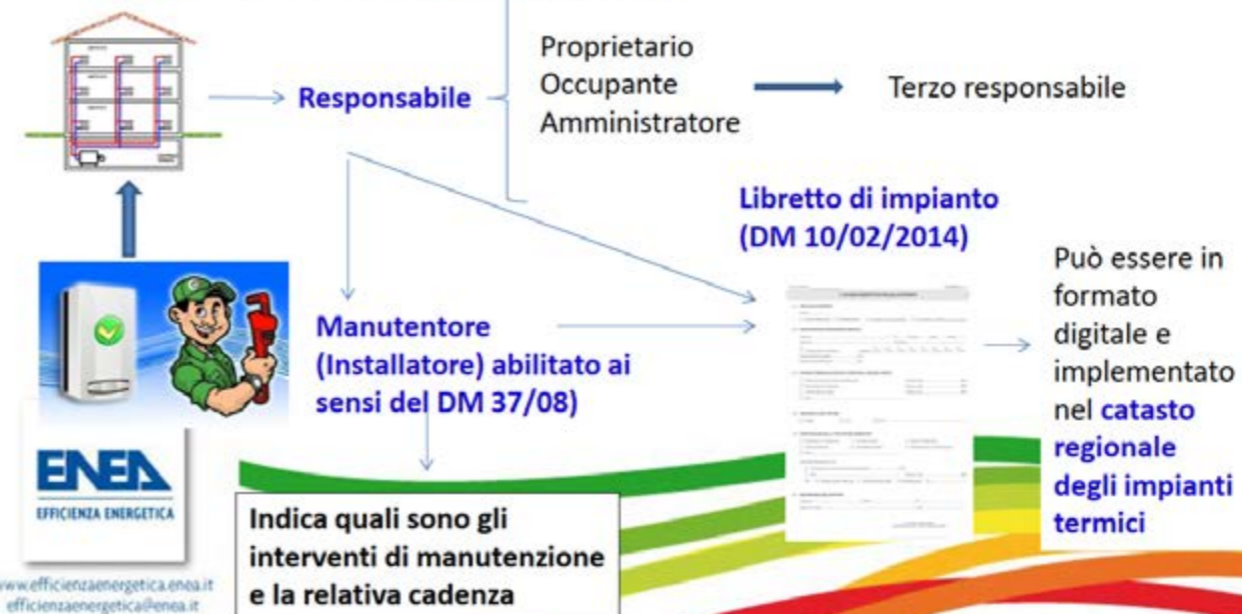 Proprietario
Occupante
Amministratore
Responsabile
Terzo responsabile
Libretto di impianto
(DM 10/02/2014)
Può essere in
formato
digitale e
implementato
nel catasto
regionale
degli impianti
termici
Manutentore
(Installatore) abilitato ai
sensi del DM 37/08)
ENEA
EFFICIENZA ENERGETICA
Indica quali sono gli
interventi di manutenzione
e la relativa cadenza
www.efficienzaenergetica.enea.it
efficienzaenergetica@enea.it